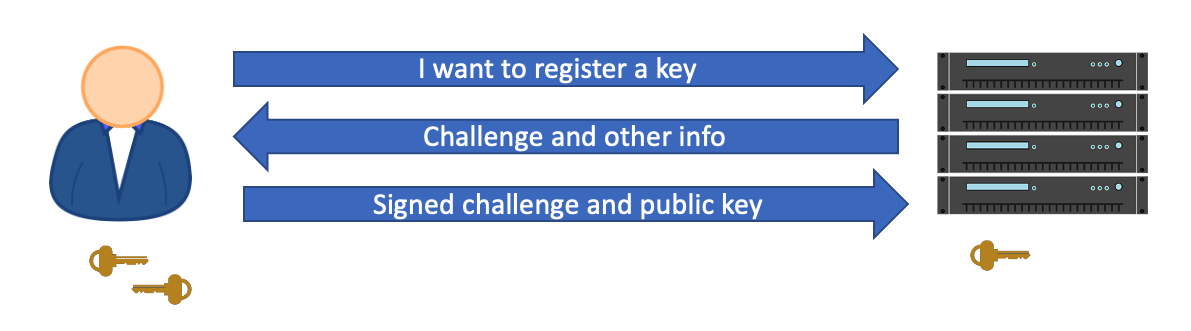 I want to register a key
Challenge and other info
Signed challenge and public key